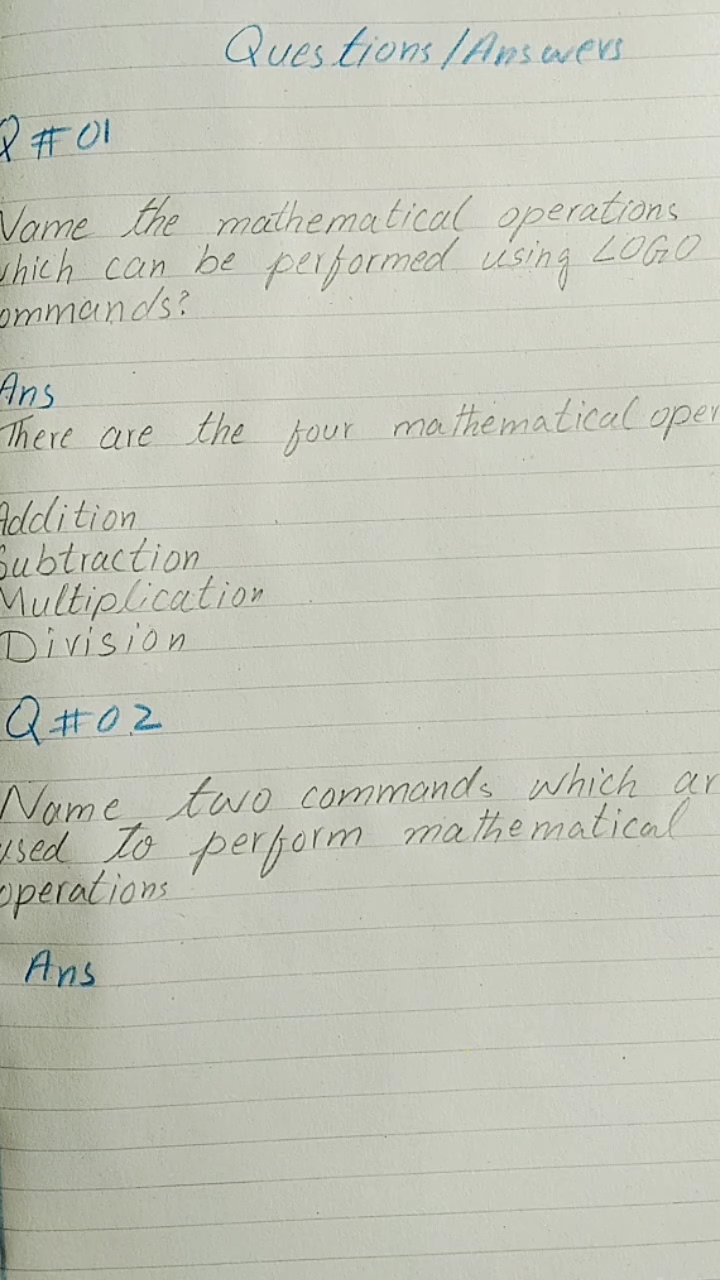 Questions/Answers
Q # 01
Name the mathematical operations
which can be performed using LOGO
ommands?
Ans
There are the four mathematical oper
Addition
Subtraction
Multiplication
Division
Q # 02
Name two commands which ar
used to perform mathematical
operations
Ans